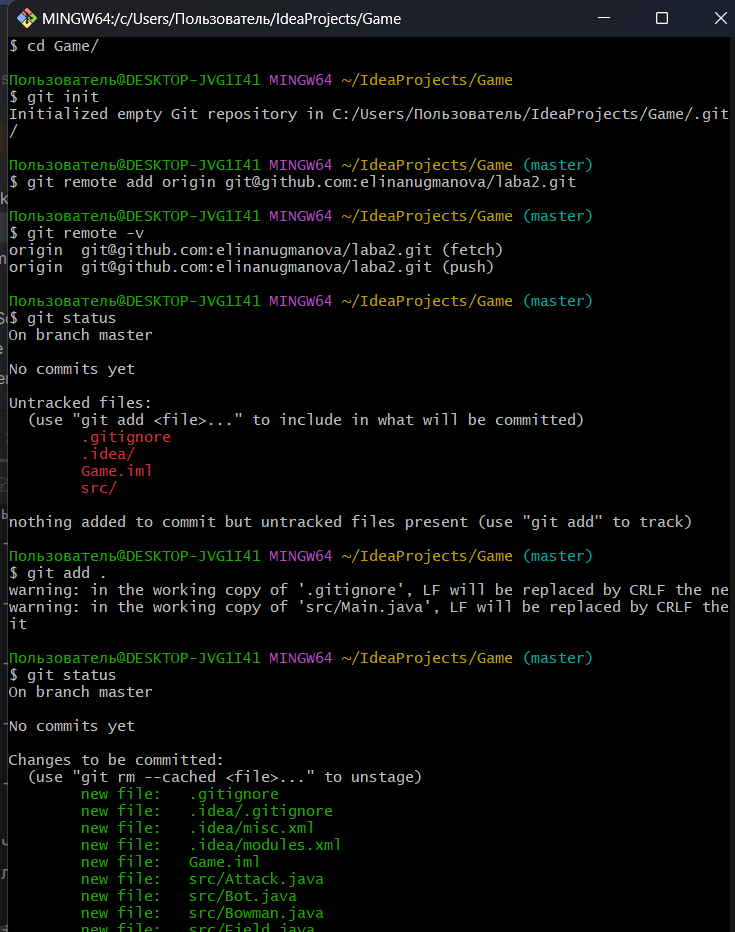 MINGW64:/c/Users/Пользователь/IdeaProjects/Game
$ cd Game/
Пользователь@DESKTOP-JVG1I41 MINGW64 ~/IdeaProjects/Game
$ git init
Initialized empty Git repository in C:/Users/Пользователь/IdeaProjects/Game/.git
/
Пользователь@DESKTOP-JVG1I41 MINGW64 ~/IdeaProjects/Game (master)
$ git remote add origin git@github.com:elinanugmanova/laba2.git
Пользователь@DESKTOP-JVG1I41 MINGW64 ~/IdeaProjects/Game (master)
$ git remote -v
origin  git@github.com:elinanugmanova/laba2.git (fetch)
origin  git@github.com:elinanugmanova/laba2.git (push)
Пользователь@DESKTOP-JVG1I41 MINGW64 ~/IdeaProjects/Game (master)
$ git status
On branch master
No commits yet
Untracked files:
  (use "git add <file>..." to include in what will be committed)
        .gitignore
        .idea/
        Game.iml
        src/
nothing added to commit but untracked files present (use "git add" to track)
Пользователь@DESKTOP-JVG1I41 MINGW64 ~/IdeaProjects/Game (master)
$ git add .
warning: in the working copy of '.gitignore', LF will be replaced by CRLF the ne
warning: in the working copy of 'src/Main.java', LF will be replaced by CRLF the
it
Пользователь@DESKTOP-JVG1I41 MINGW64 ~/IdeaProjects/Game (master)
$ git status
On branch master
No commits yet
Changes to be committed:
  (use "git rm --cached <file>..." to unstage)
        new file:   .gitignore
        new file:   .idea/.gitignore
        new file:   .idea/misc.xml
        new file:   .idea/modules.xml
        new file:   Game.iml
        new file:   src/Attack.java
        new file:   src/Bot.java
        new file:   src/Bowman.java
        new file:   src/Field.java